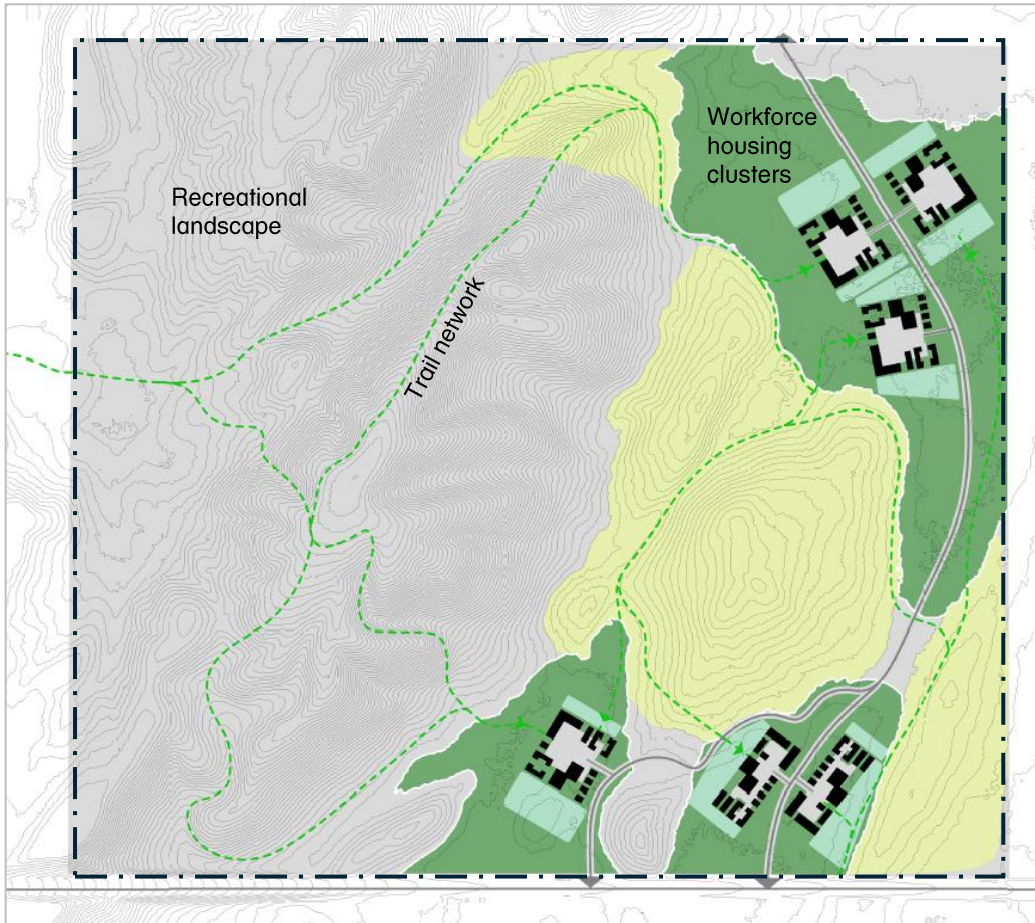 Workforce
housing
clusters
Recreational
landscape
Trail network